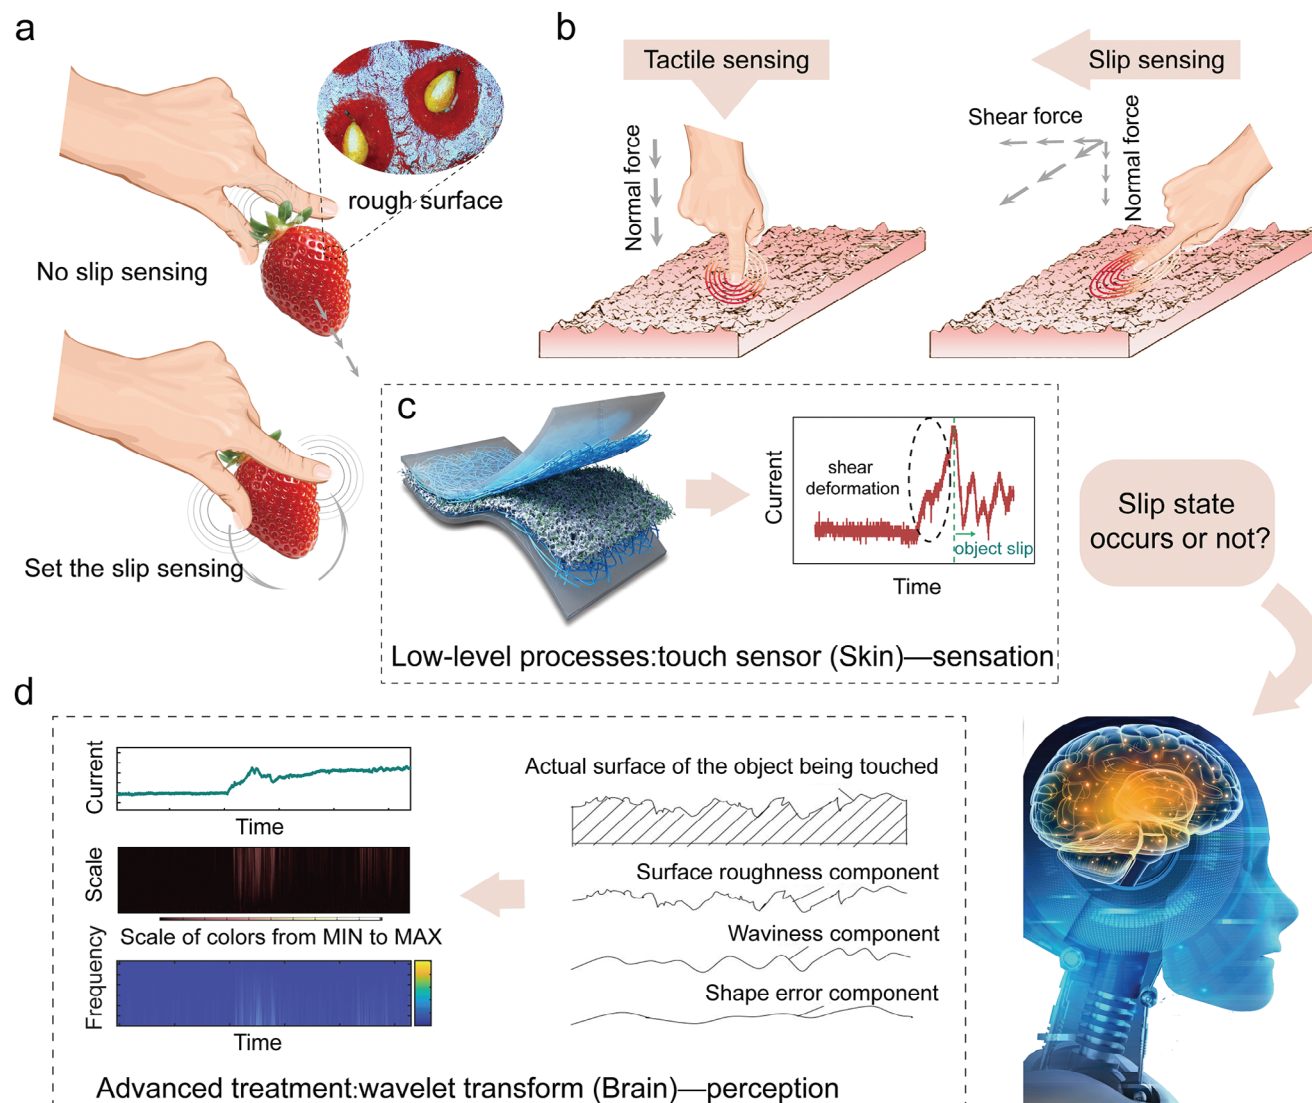 a
rough surface
No slip sensing
Set the slip sensing
b
Tactile sensing
Normal force
Slip sensing
Shear force
Normal force
c
Current
shear
deformation
object slip
Time
Low-level processes:touch sensor (Skin)—sensation
Slip state
occurs or not?
d
Current
Time
Scale
Scale of colors from MIN to MAX
Frequency
Time
Actual surface of the object being touched
Surface roughness component
Waviness component
Shape error component
Advanced treatment:wavelet transform (Brain)—perception